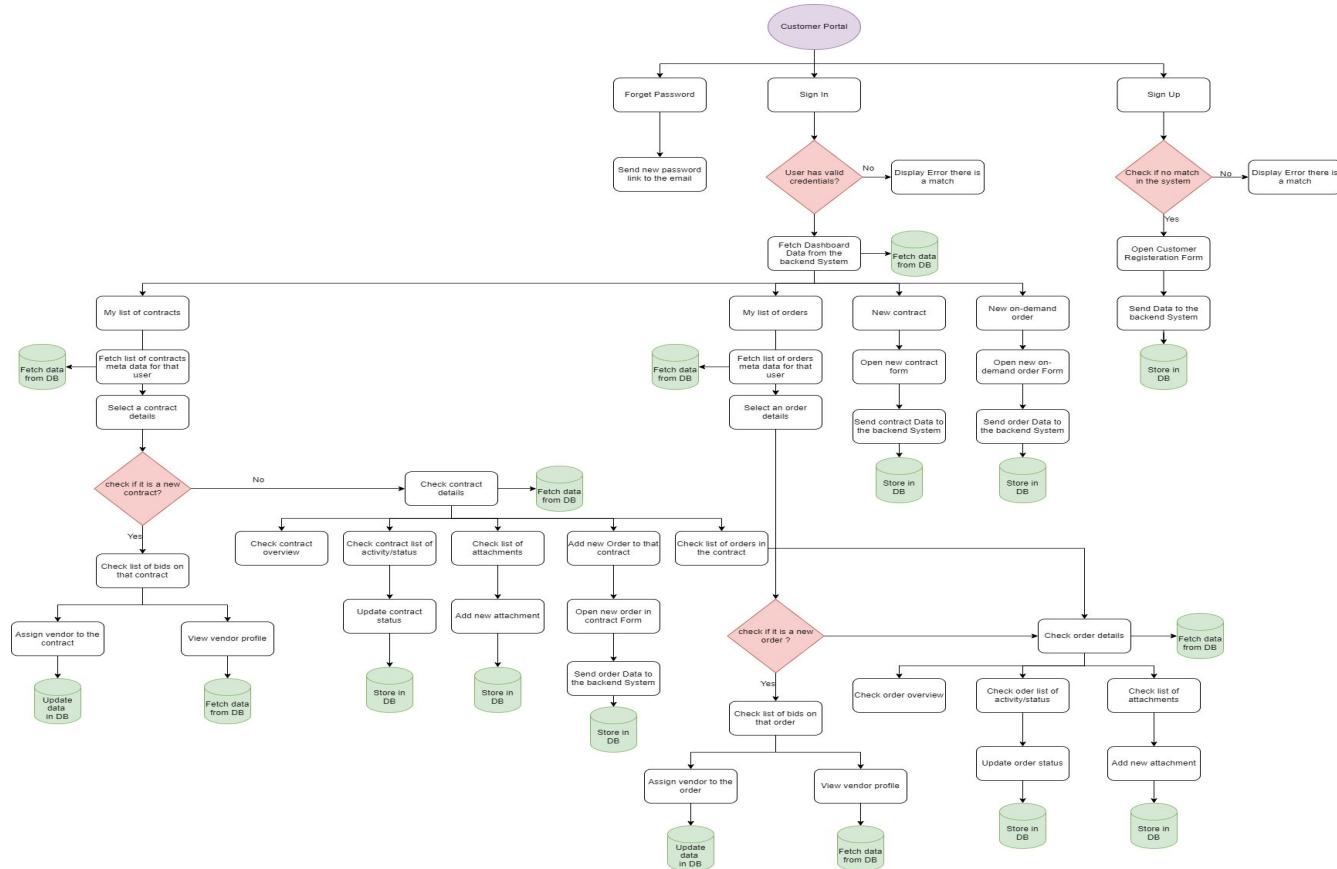 Customer Portal
Forget Password
Sign In
Sign Up
Send new password
link to the email
User has valid
credentials?
No
Display Error there is
a match
Check if no match
in the system
No
Display Error there is
a match
Yes
Fetch Dashboard
Data from the
backend System
Fetch data
from DB
Open Customer
Registeration Form
My list of contracts
My list of orders
New contract
New on-demand
order
Send Data to the
backend System
Fetch data
from DB
Fetch list of contracts
meta data for that
user
Fetch data
from DB
Fetch list of orders
meta data for that
user
Open new contract
form
Open new on-
demand order Form
Store in
DB
Select a contract
details
Select an order
details
Send contract Data to
the backend System
Send order Data to
the backend System
check if it is a new
contract?
No
Check contract
details
Fetch data
from DB
Store in
DB
Store in
DB
Yes
Check contract
overview
Check contract list of
activity/status
Check list of
attachments
Add new Order to that
contract
Check list of orders in
the contract
Check list of bids on
that contract
Assign vendor to the
contract
View vendor profile
Update contract
status
Add new attachment
Open new order in
contract Form
check if it is a new
order ?
Check order details
Fetch data
from DB
Update
data
in DB
Fetch data
from DB
Store in
DB
Store in
DB
Send order Data to
the backend System
Yes
Check order overview
Check oder list of
activity/status
Check list of
attachments
Store in
DB
Check list of bids on
that order
Assign vendor to the
order
View vendor profile
Update order status
Add new attachment
Update
data
in DB
Fetch data
from DB
Store in
DB
Store in
DB